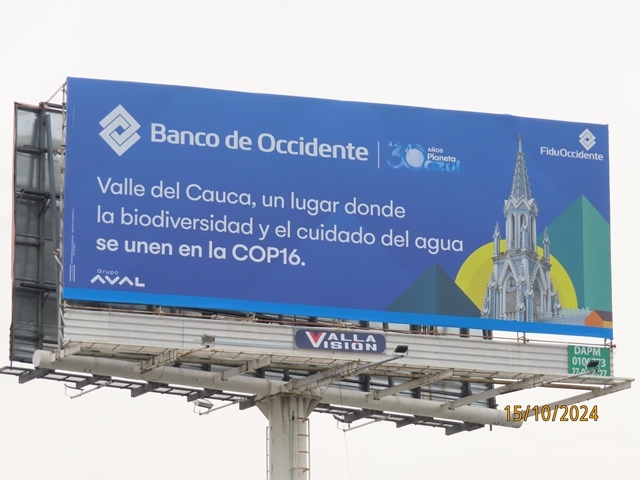 Banco de Occidente
30 AÑOS
Planeta
azul
FiduOccidente
Valle del Cauca, un lugar donde
la biodiversidad y el cuidado del agua
se unen en la COP16.
Grupo
AVAL
VALLA
VISION
DAPM
15/10/2024